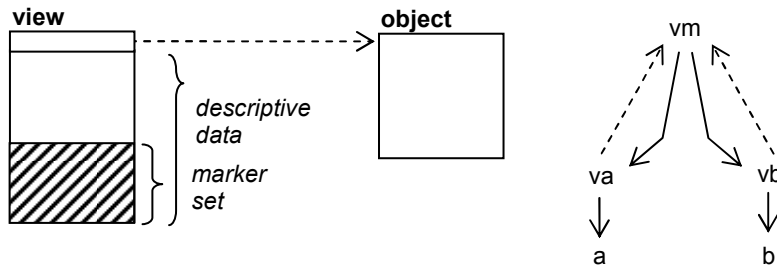 view
object
descriptive
data
marker
set
vm
va
vb
a
b